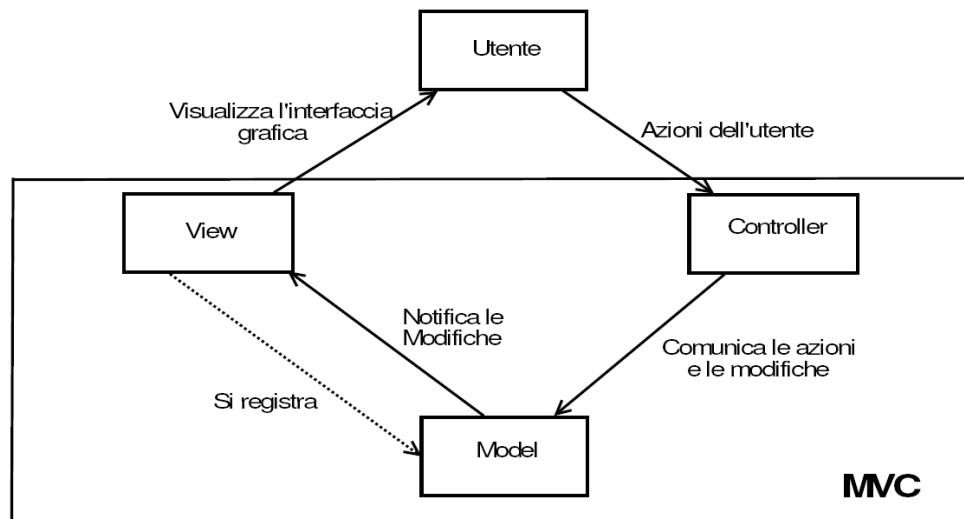 Utente
Visualizza l'interfaccia
grafica
Azioni dell'utente
View
Controller
Notifica le
Modifiche
Comunica le azioni
e le modifiche
Si registra
Model
MVC